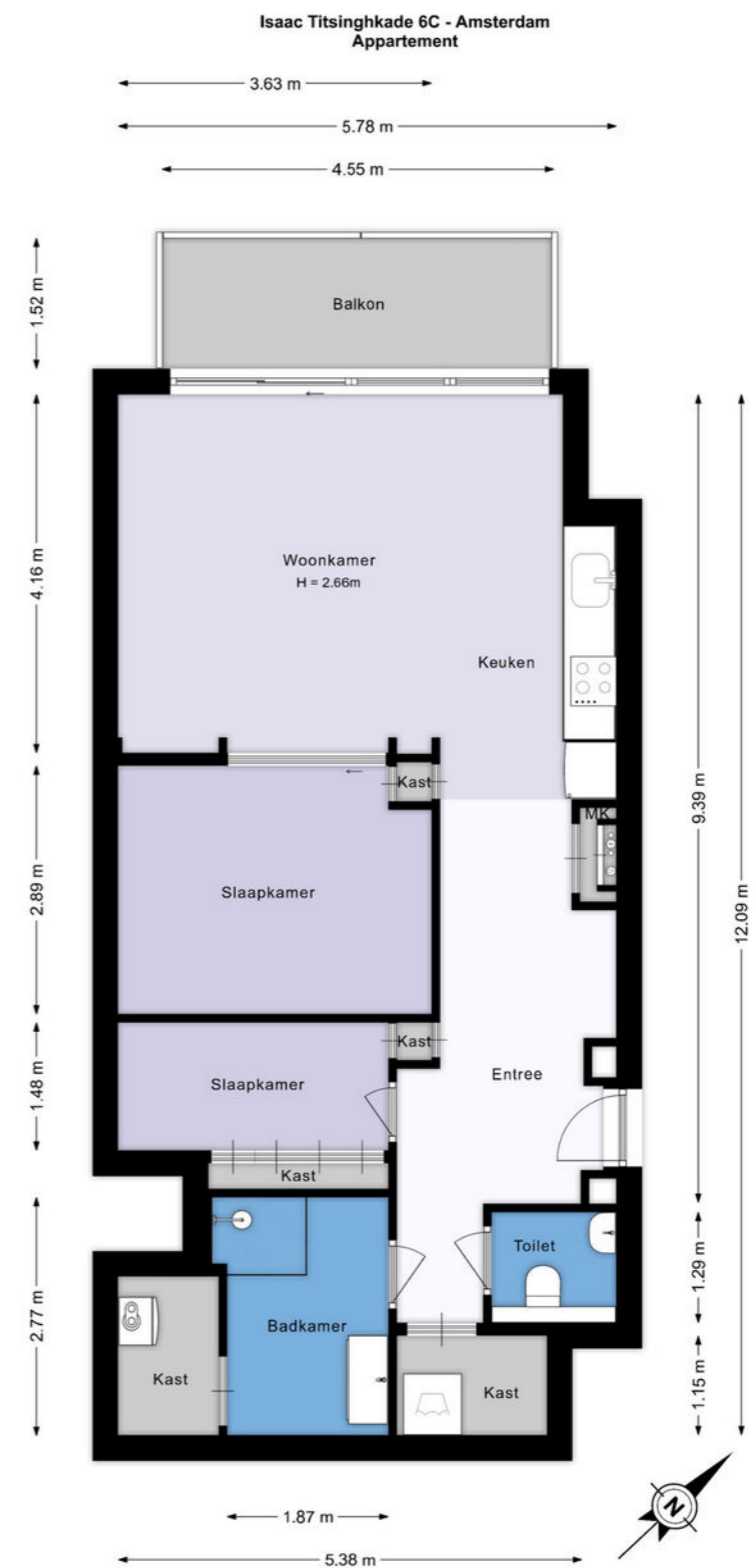 Isaac Titsinghkade 6C - Amsterdam
Appartement
3.63 m
5.78 m
4.55 m
1.52 m
Balkon
4.16 m
Woonkamer
H = 2.66m
Keuken
Kast
MK
9.39 m
12.09 m
2.89 m
Slaapkamer
Kast
1.48 m
Slaapkamer
Entree
Kast
Toilet
1.29 m
2.77 m
Badkamer
Kast
Kast
1.15 m
N
1.87 m
5.38 m